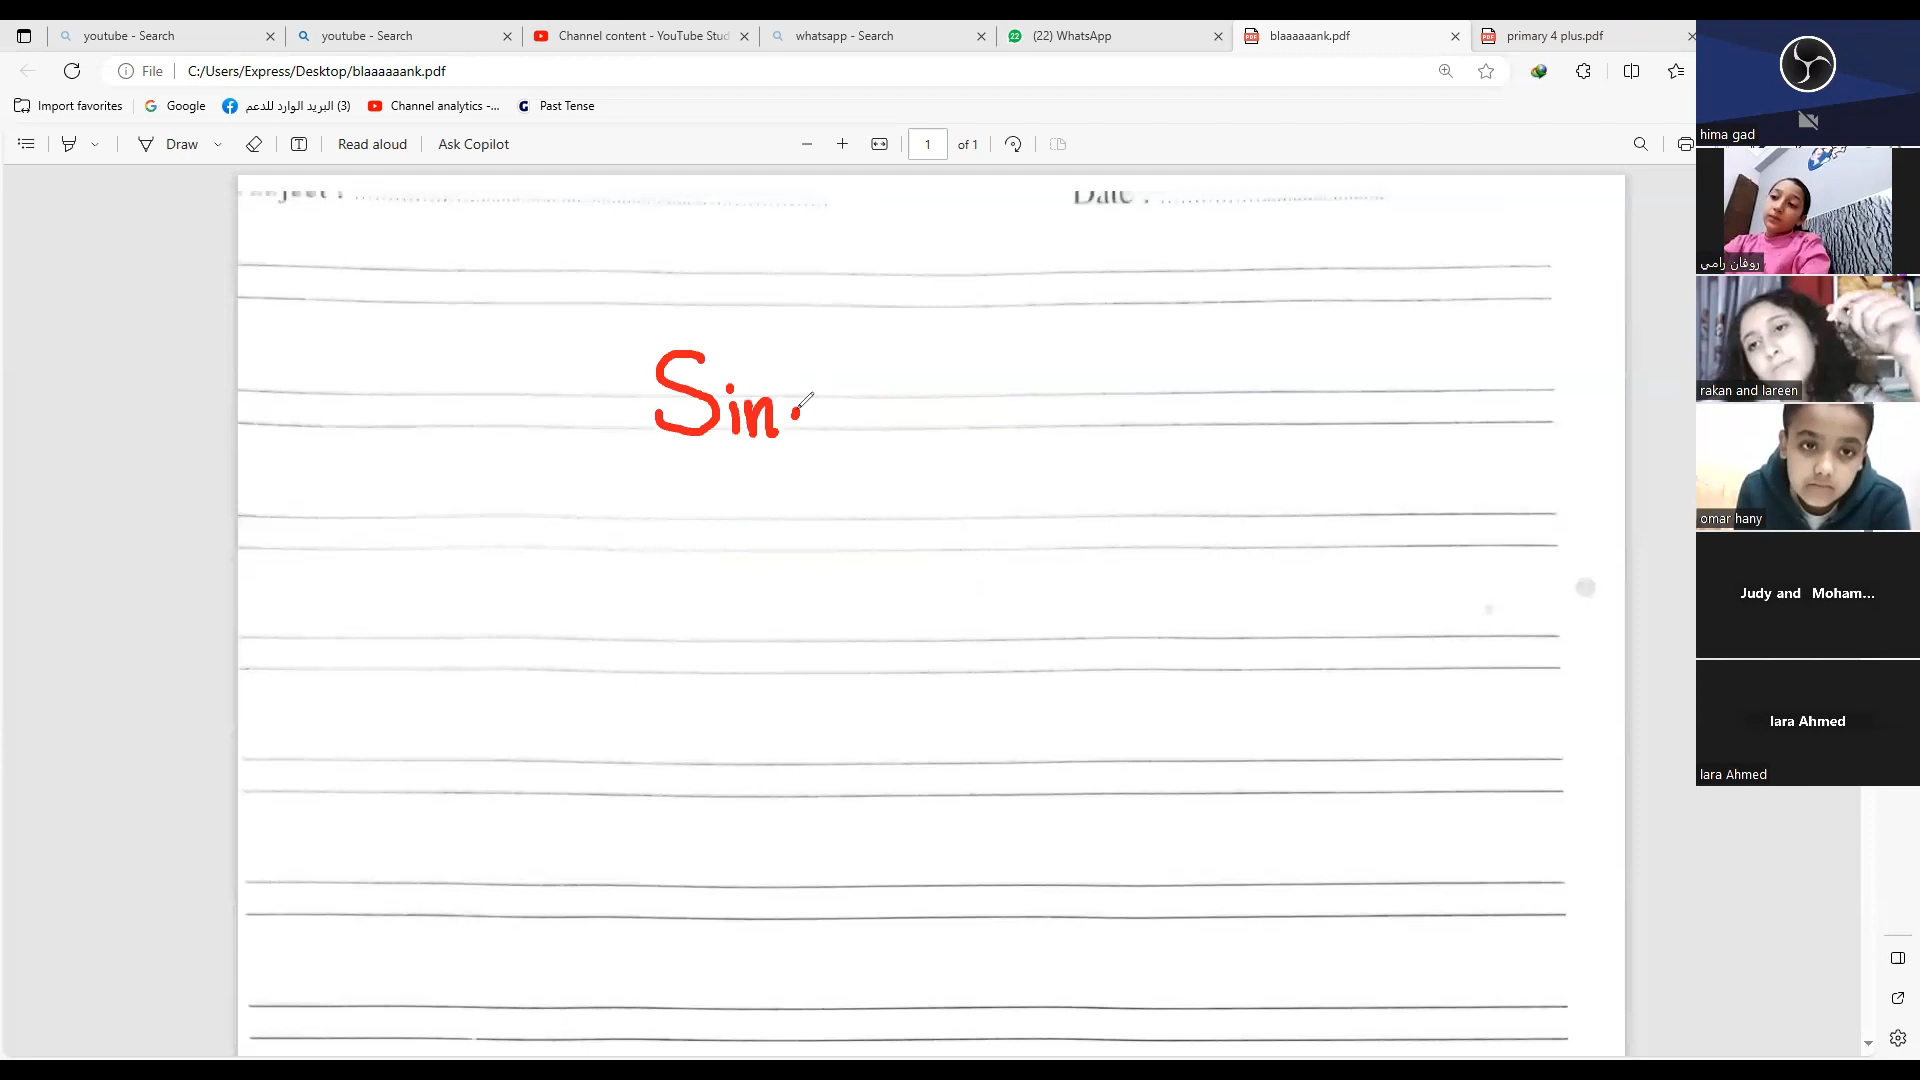 youtube - Search
youtube - Search
Channel content - YouTube Stud
whatsapp - Search
(22) WhatsApp
blaaaaaank.pdf
primary 4 plus.pdf
File
C:/Users/Express/Desktop/blaaaaaank.pdf
Import favorites
Google
(3) البريد الوارد للدعم
Channel analytics -...
Past Tense
Draw
Read aloud
Ask Copilot
1 of 1
Date :
Sin
hima gad
روفان رامي
rakan and lareen
omar hany
Judy and Moham...
lara Ahmed
lara Ahmed